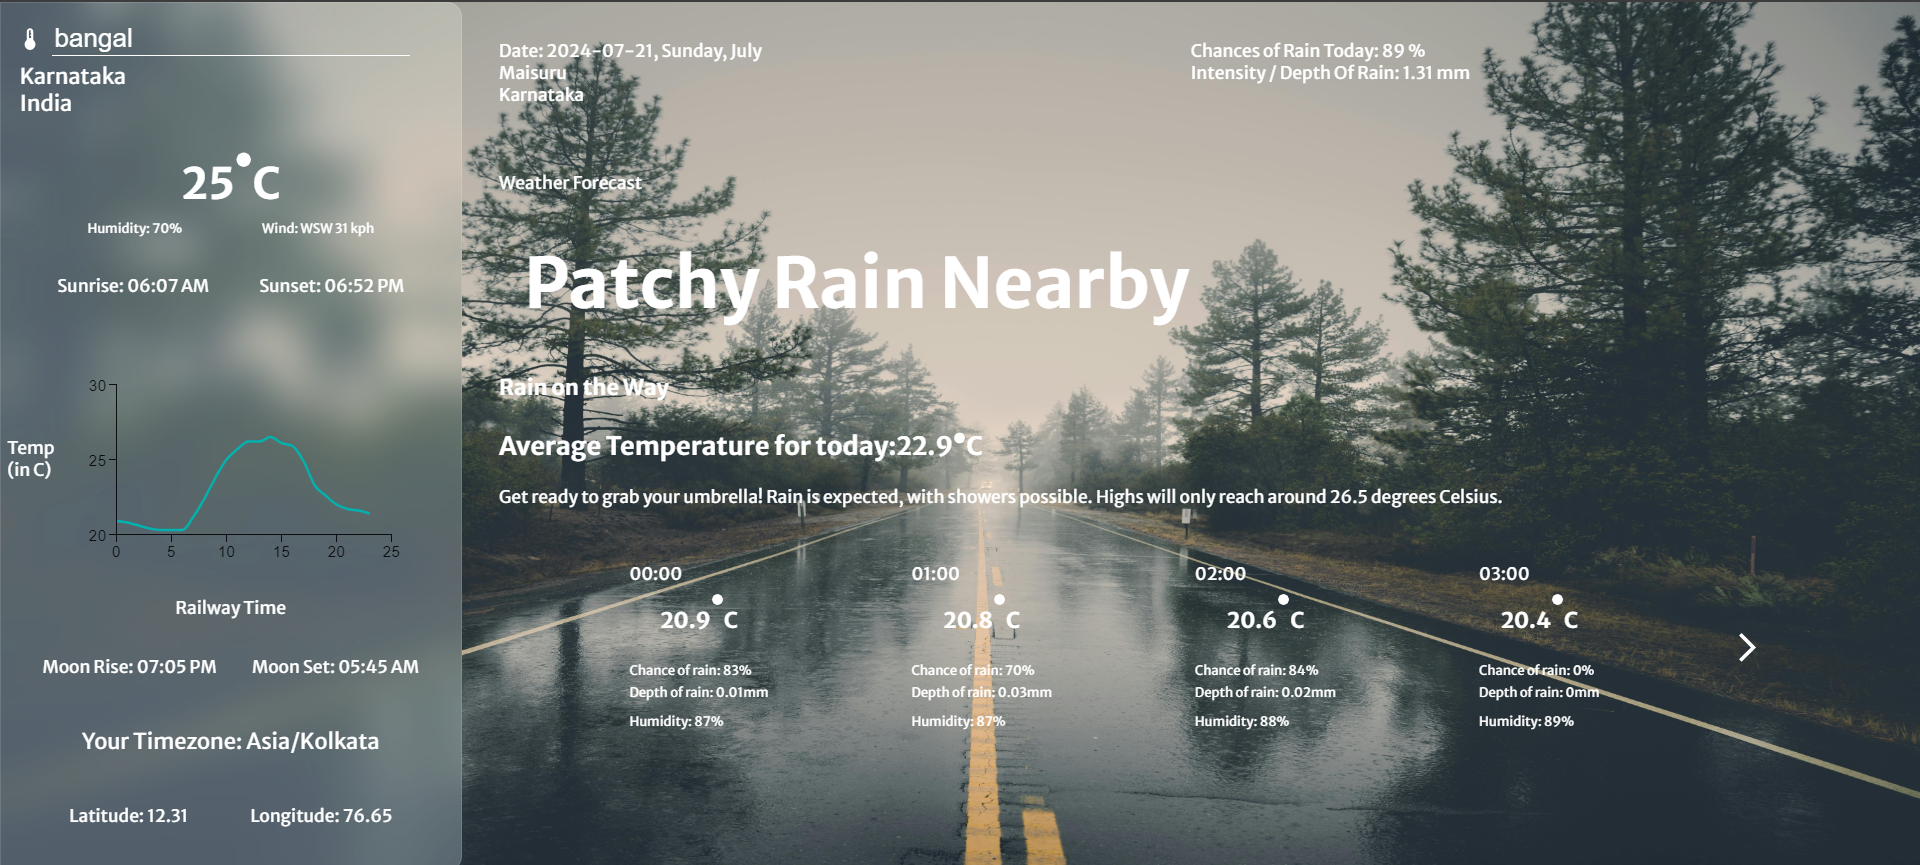 bangal
Karnataka
India
25°C
Humidity: 70% Wind: WSW 31 kph
Sunrise: 06:07 AM Sunset: 06:52 PM
30
25
20
Temp
(in C)
0 5 10 15 20 25
Railway Time
Moon Rise: 07:05 PM Moon Set: 05:45 AM
Your Timezone: Asia/Kolkata
Latitude: 12.31 Longitude: 76.65
Date: 2024-07-21, Sunday, July
Maisuru
Karnataka
Chances of Rain Today: 89 %
Intensity / Depth Of Rain: 1.31 mm
Weather Forecast
Patchy Rain Nearby
Rain on the Way
Average Temperature for today:22.9°C
Get ready to grab your umbrella! Rain is expected, with showers possible. Highs will only reach around 26.5 degrees Celsius.
00:00
20.9 °C
Chance of rain: 83%
Depth of rain: 0.01mm
Humidity: 87%
01:00
20.8 °C
Chance of rain: 70%
Depth of rain: 0.03mm
Humidity: 87%
02:00
20.6 °C
Chance of rain: 84%
Depth of rain: 0.02mm
Humidity: 88%
03:00
20.4 °C
Chance of rain: 0%
Depth of rain: 0mm
Humidity: 89%